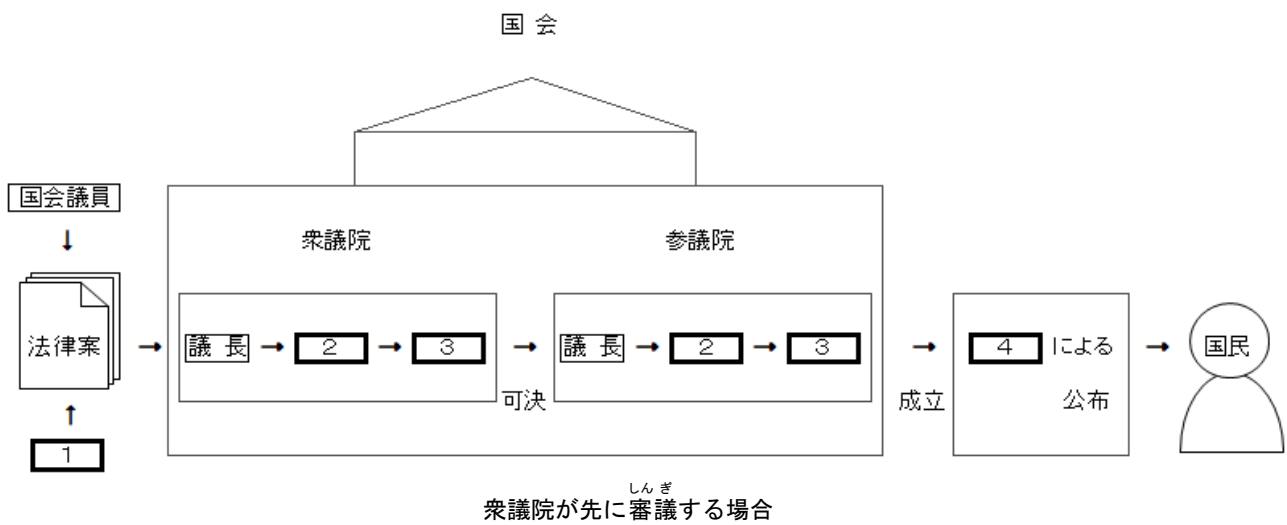 国 会
国会議員
↓
衆議院
参議院
法律案
→
議 長 → 2 → 3
→
可決
議 長 → 2 → 3
→
成立
4 による
公布
→
国民
↑
1
しんぎ
衆議院が先に審議する場合